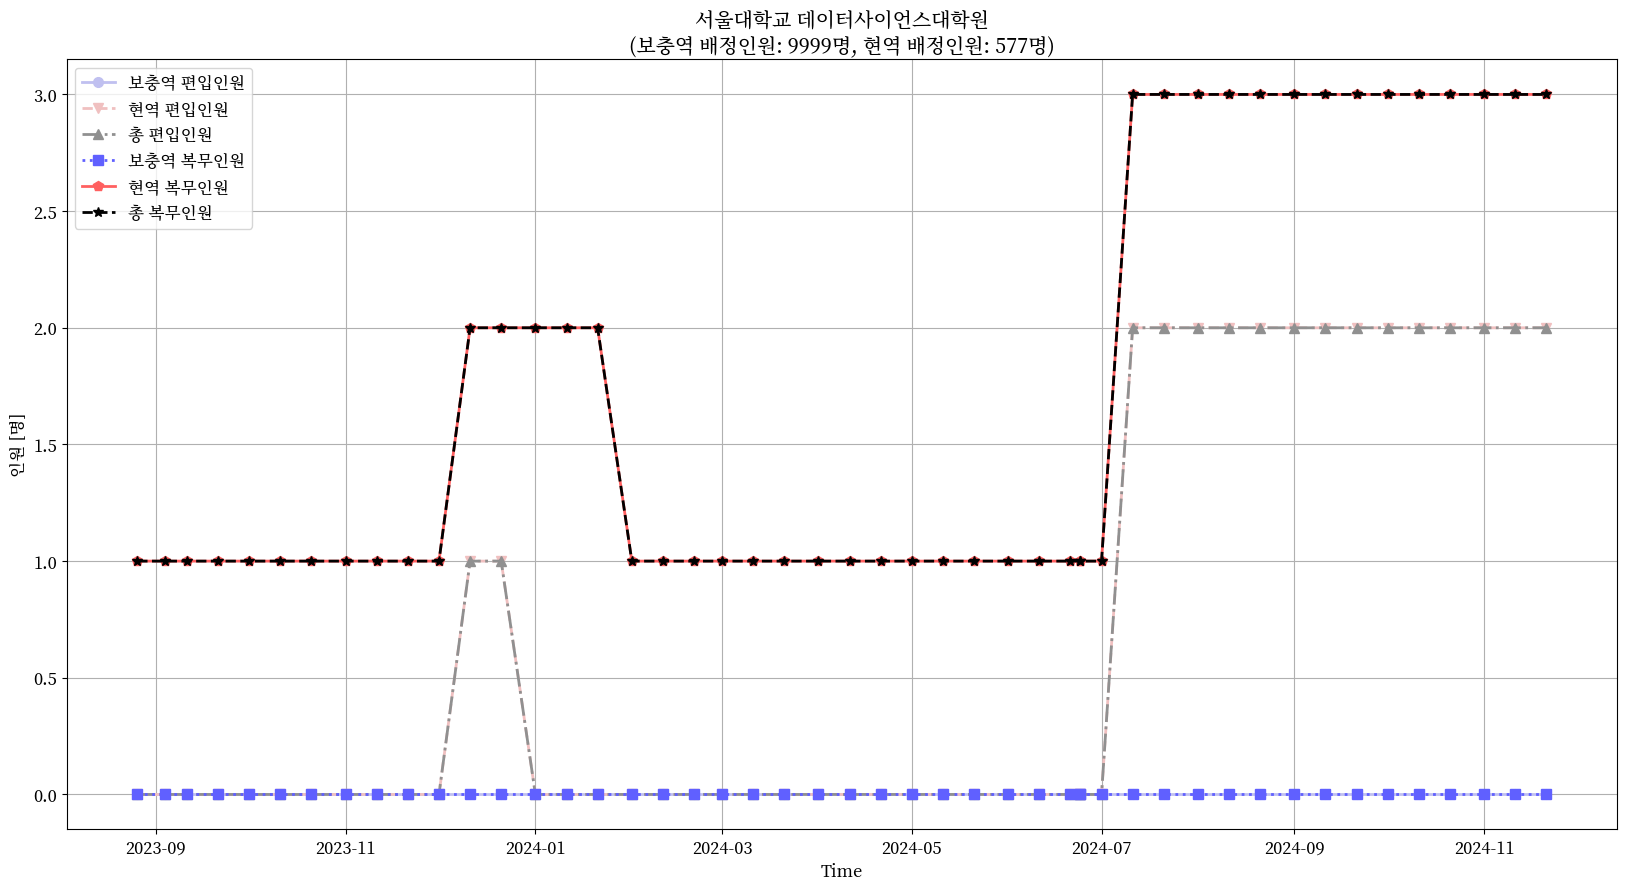 서울대학교 데이터사이언스대학원
(보충역 배정인원: 9999명, 현역 배정인원: 577명)
보충역 편입인원
현역 편입인원
총 편입인원
보충역 복무인원
현역 복무인원
총 복무인원
3.0
2.5
2.0
1.5
1.0
0.5
0.0
인원 [명]
2023-09 2023-11 2024-01 2024-03 2024-05 2024-07 2024-09 2024-11
Time